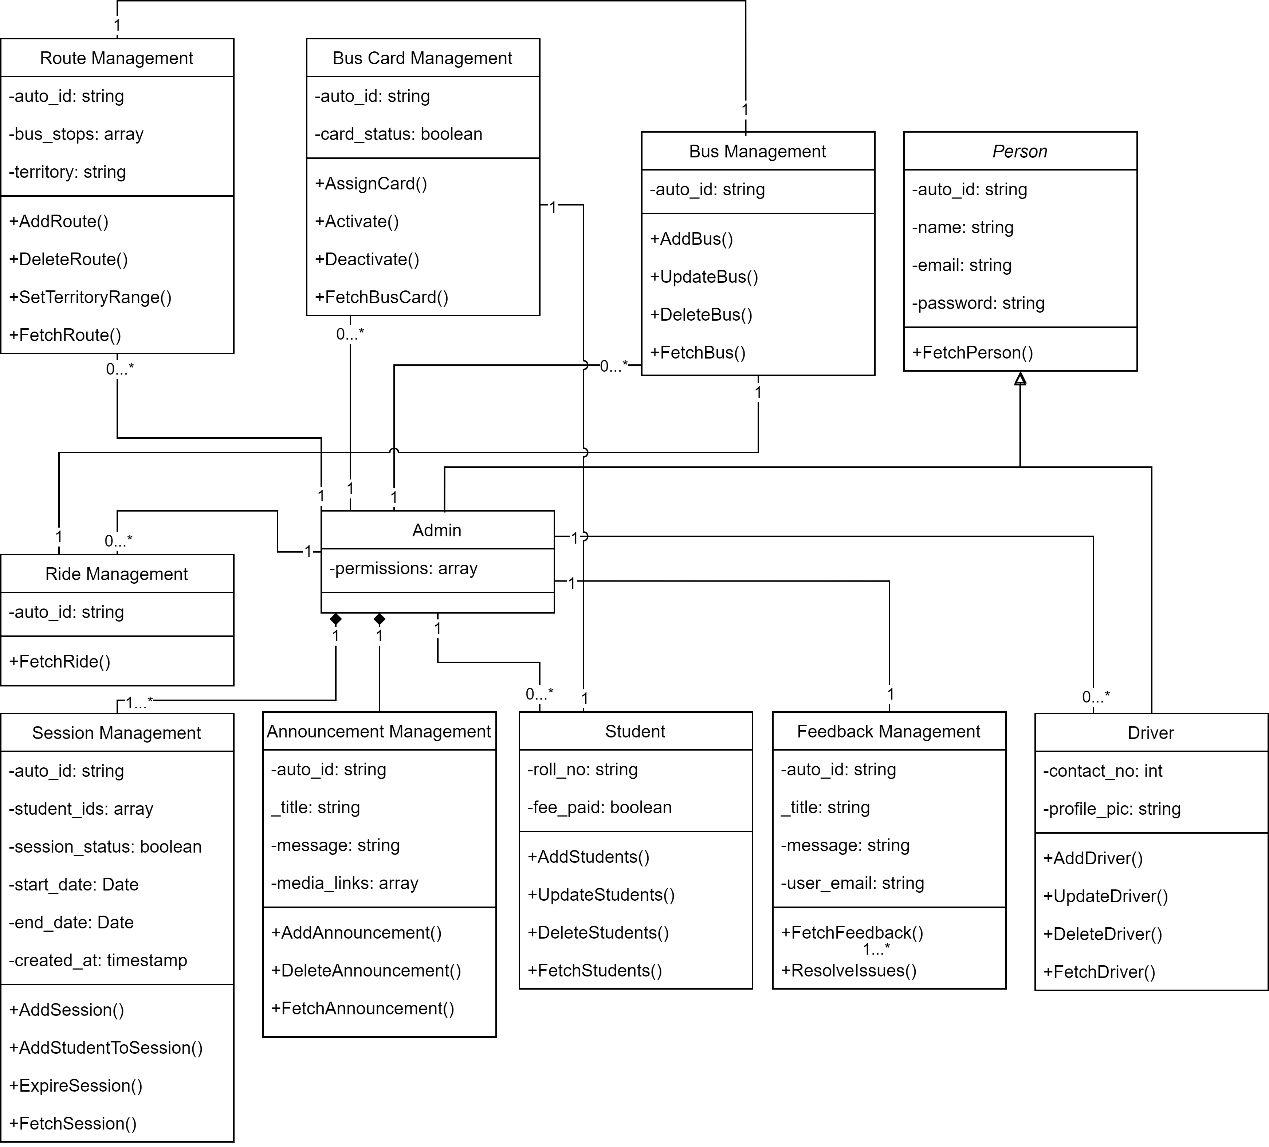 1
1
Route Management
-auto_id: string
-bus_stops: array
-territory: string
+AddRoute()
+DeleteRoute()
+SetTerritoryRange()
+FetchRoute()
0...*
Bus Card Management
-auto_id: string
-card_status: boolean
+AssignCard()
+Activate()
+Deactivate()
+FetchBusCard()
1
0...*
Bus Management
-auto_id: string
+AddBus()
+UpdateBus()
+DeleteBus()
+FetchBus()
0...*
1
Person
-auto_id: string
-name: string
-email: string
-password: string
+FetchPerson()
1
1
1
Admin
-permissions: array
1
1
1
1
1
1
1
0...*
Ride Management
-auto_id: string
+FetchRide()
1...*
Session Management
-auto_id: string
-student_ids: array
-session_status: boolean
-start_date: Date
-end_date: Date
-created_at: timestamp
+AddSession()
+AddStudentToSession()
+ExpireSession()
+FetchSession()
Announcement Management
-auto_id: string
_title: string
-message: string
-media_links: array
+AddAnnouncement()
+DeleteAnnouncement()
+FetchAnnouncement()
0...*
1
Student
-roll_no: string
-fee_paid: boolean
+AddStudents()
+UpdateStudents()
+DeleteStudents()
+FetchStudents()
1
Feedback Management
-auto_id: string
_title: string
-message: string
-user_email: string
+FetchFeedback()
1...*
+ResolveIssues()
0...*
Driver
-contact_no: int
-profile_pic: string
+AddDriver()
+UpdateDriver()
+DeleteDriver()
+FetchDriver()